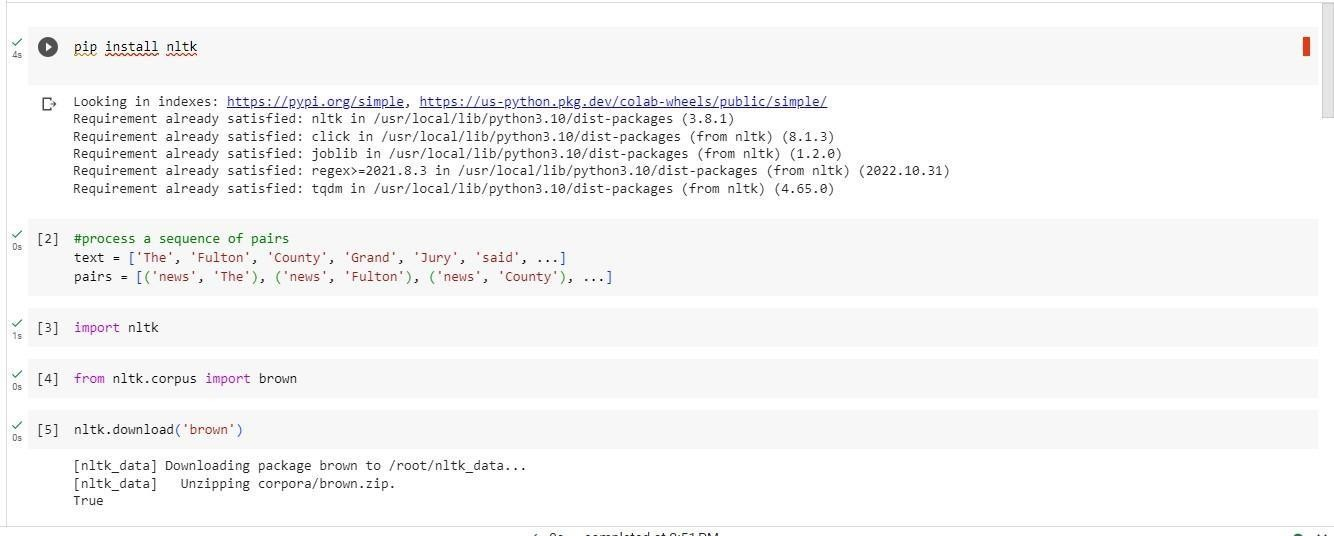 pip install nltk
4s
Looking in indexes: https://pypi.org/simple, https://us-python.pkg.dev/colab-wheels/public/simple/
Requirement already satisfied: nltk in /usr/local/lib/python3.10/dist-packages (3.8.1)
Requirement already satisfied: click in /usr/local/lib/python3.10/dist-packages (from nltk) (8.1.3)
Requirement already satisfied: joblib in /usr/local/lib/python3.10/dist-packages (from nltk) (1.2.0)
Requirement already satisfied: regex>=2021.8.3 in /usr/local/lib/python3.10/dist-packages (from nltk) (2022.10.31)
Requirement already satisfied: tqdm in /usr/local/lib/python3.10/dist-packages (from nltk) (4.65.0)
[2] #process a sequence of pairs
0s
text = ['The', 'Fulton', 'County', 'Grand', 'Jury', 'said', ...]
pairs = [('news', 'The'), ('news', 'Fulton'), ('news', 'County'), ...]
[3] import nltk
1s
[4] from nltk.corpus import brown
0s
[5] nltk.download('brown')
0s
[nltk_data] Downloading package brown to /root/nltk_data...
[nltk_data]   Unzipping corpora/brown.zip.
True
completed at